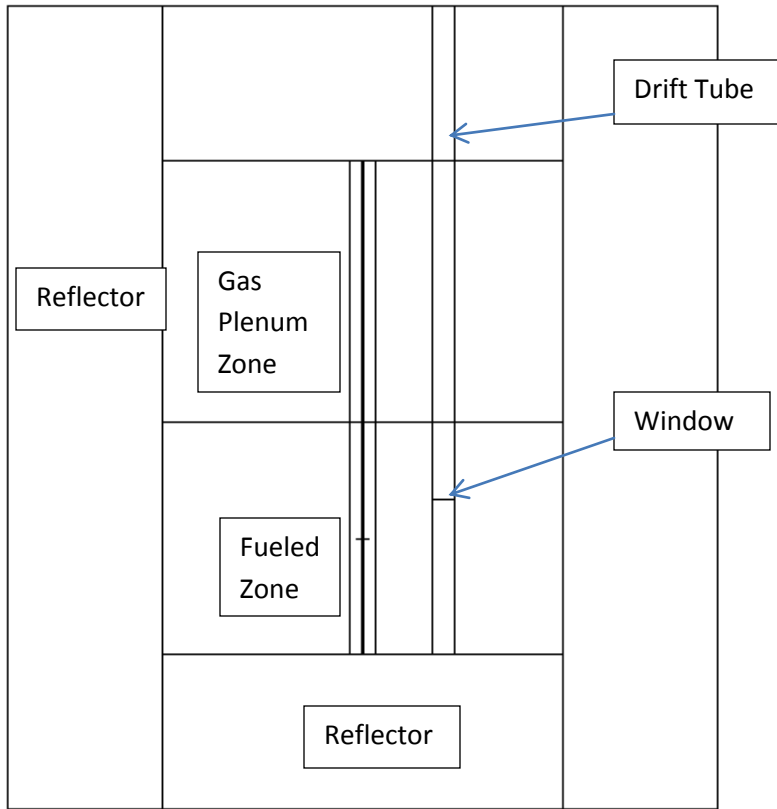 Drift Tube
Reflector
Gas
Plenum
Zone
Window
Fueled
Zone
Reflector